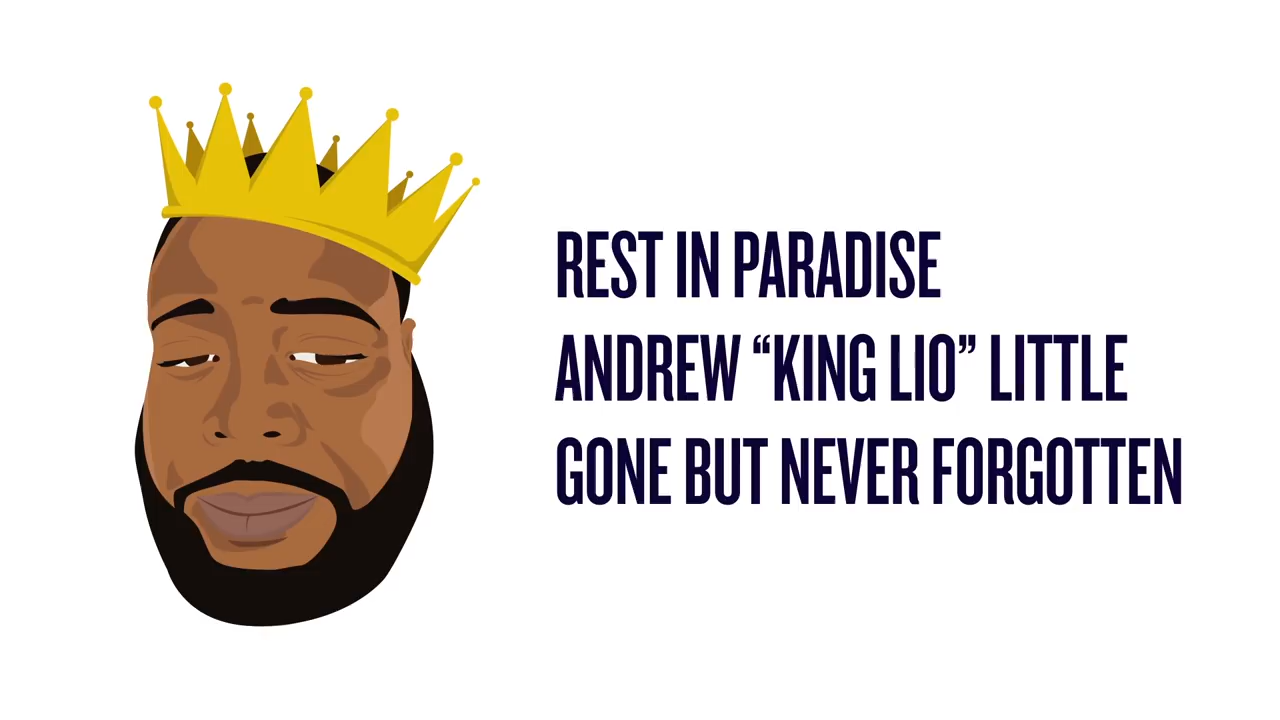 REST IN PARADISE
ANDREW “KING LIO” LITTLE
GONE BUT NEVER FORGOTTEN